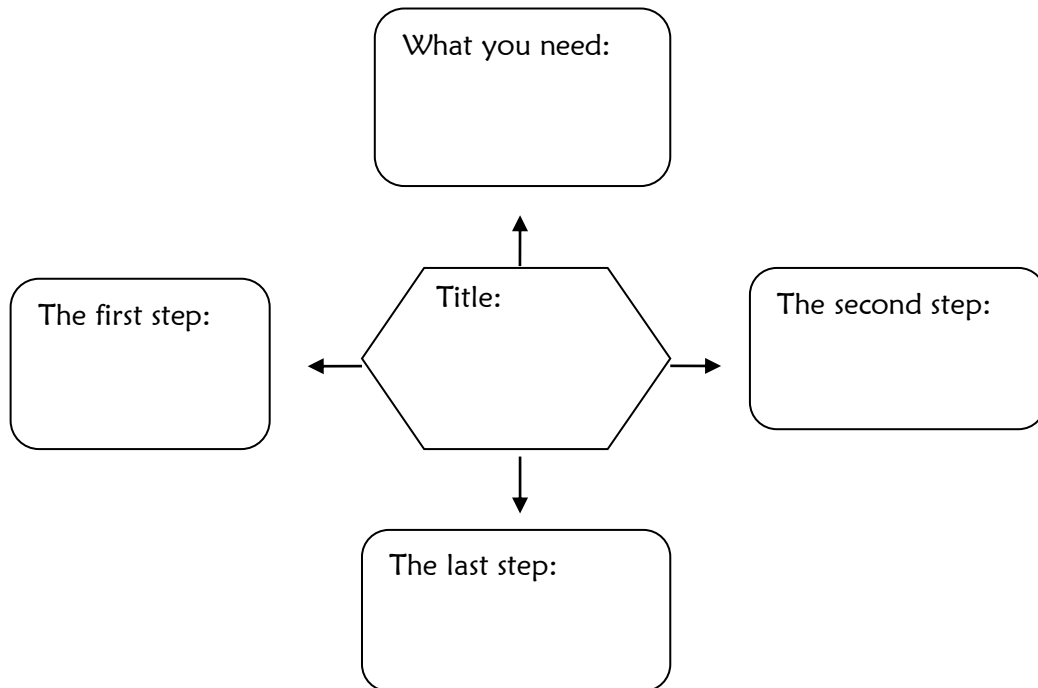 What you need:
Title:
The first step:
The second step:
The last step: